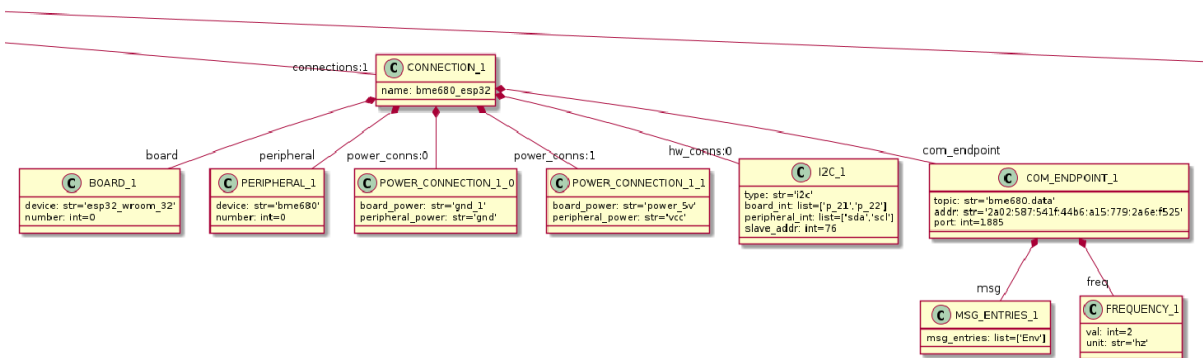 connections:1
C CONNECTION_1
name: bme680_esp32
board
peripheral
power_conns:0
power_conns:1
hw_conns:0
com_endpoint
C BOARD_1
device: str='esp32_wroom_32'
number: int=0
C PERIPHERAL_1
device: str='bme680'
number: int=0
C POWER_CONNECTION_1_0
board_power: str='gnd_1'
peripheral_power: str='gnd'
C POWER_CONNECTION_1_1
board_power: str='power_5v'
peripheral_power: str='vcc'
C I2C_1
type: str='i2c'
board_int: list=['p_21','p_22']
peripheral_int: list=['sda','scl']
slave_addr: int=76
C COM_ENDPOINT_1
topic: str='bme680.data'
addr: str='2a02:587:541f:44b6:a15:779:2a6e:f525'
port: int=1885
msg
freq
C MSG_ENTRIES_1
msg_entries: list=['Env']
C FREQUENCY_1
val: int=2
unit: str='hz'